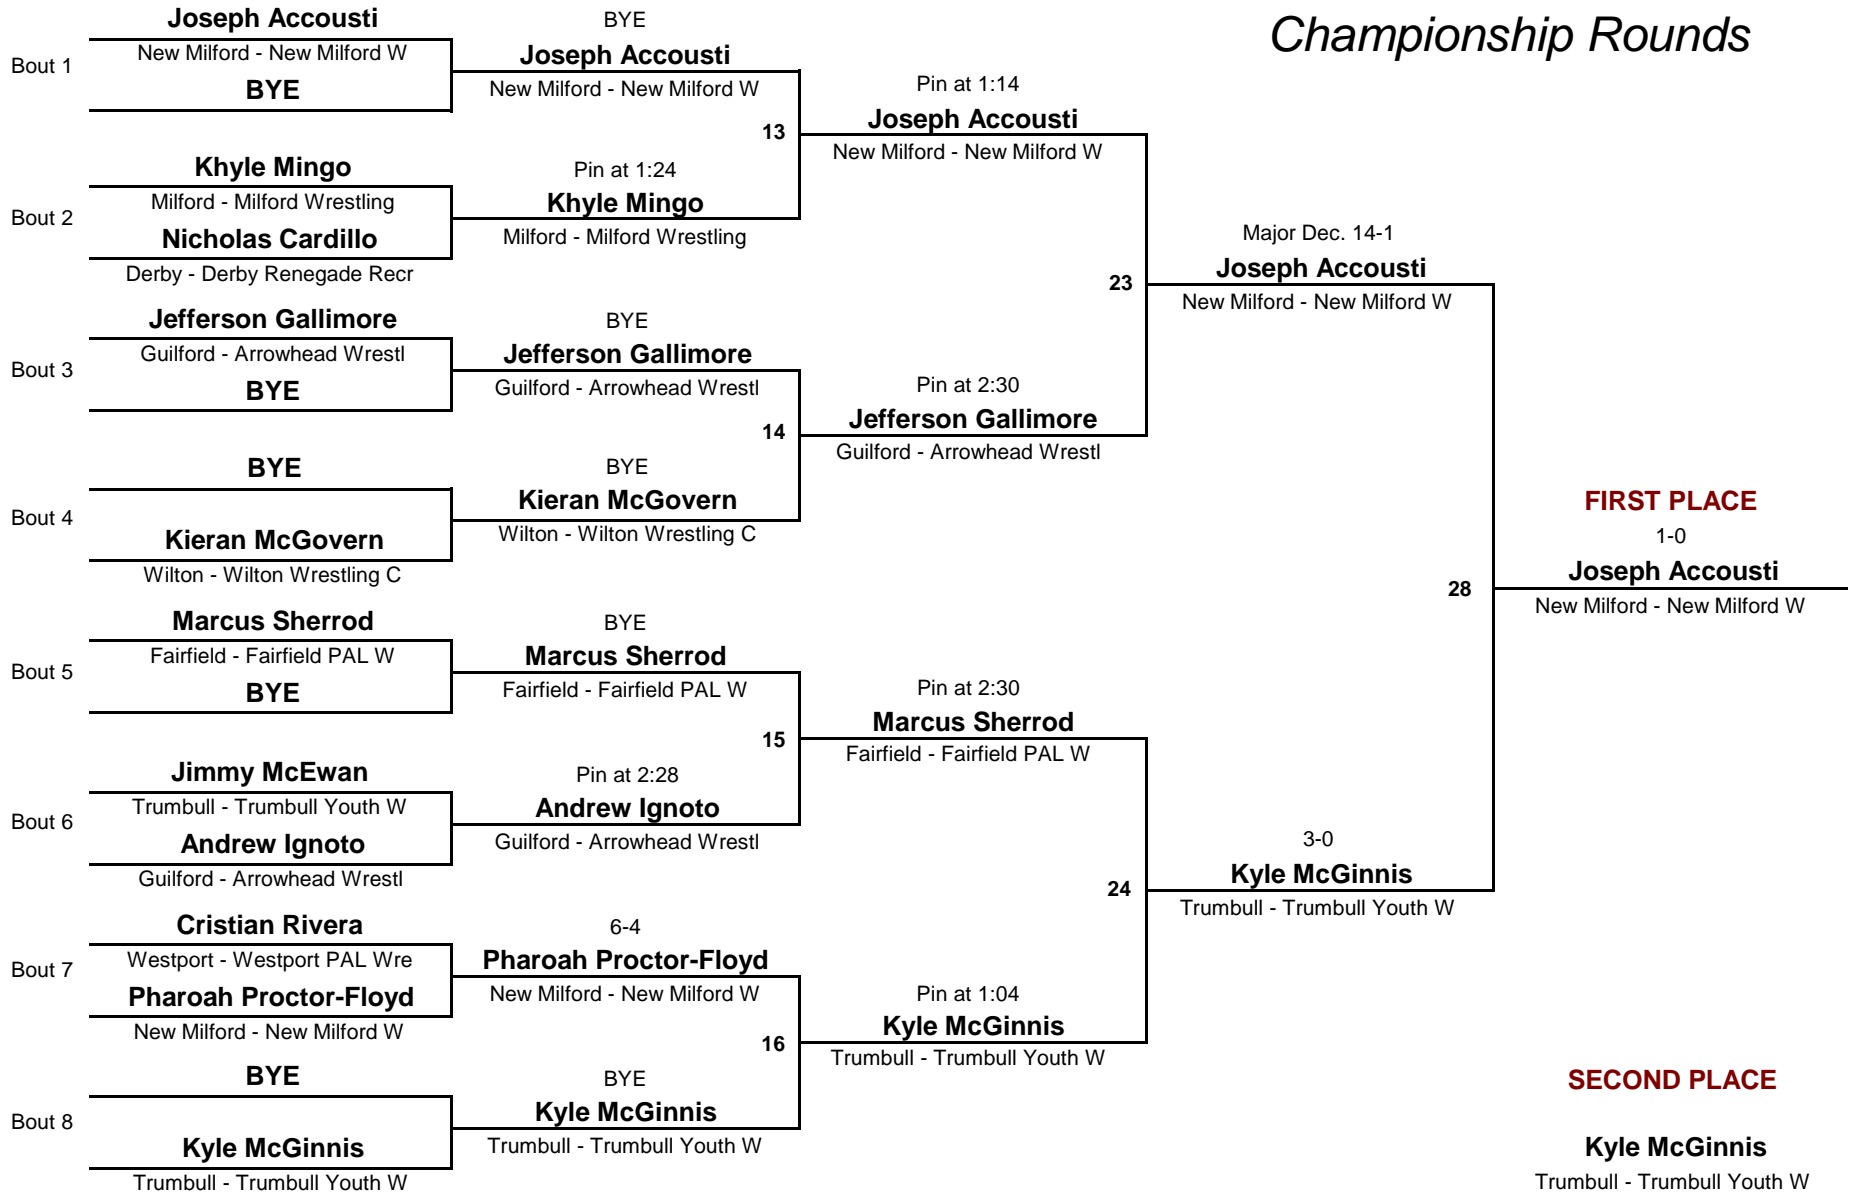 Championship Rounds
Bout 1
Joseph Accousti
New Milford - New Milford W
BYE
Bout 2
Khyle Mingo
Milford - Milford Wrestling
Nicholas Cardillo
Derby - Derby Renegade Recr
Bout 3
Jefferson Gallimore
Guilford - Arrowhead Wrestl
BYE
Bout 4
BYE
Kieran McGovern
Wilton - Wilton Wrestling C
Bout 5
Marcus Sherrod
Fairfield - Fairfield PAL W
BYE
Bout 6
Jimmy McEwan
Trumbull - Trumbull Youth W
Andrew Ignoto
Guilford - Arrowhead Wrestl
Bout 7
Cristian Rivera
Westport - Westport PAL Wre
Pharoah Proctor-Floyd
New Milford - New Milford W
Bout 8
BYE
Kyle McGinnis
Trumbull - Trumbull Youth W
BYE
Joseph Accousti
New Milford - New Milford W
13
Pin at 1:24
Khyle Mingo
Milford - Milford Wrestling
BYE
Jefferson Gallimore
Guilford - Arrowhead Wrestl
14
BYE
Kieran McGovern
Wilton - Wilton Wrestling C
BYE
Marcus Sherrod
Fairfield - Fairfield PAL W
15
Pin at 2:28
Andrew Ignoto
Guilford - Arrowhead Wrestl
6-4
Pharoah Proctor-Floyd
New Milford - New Milford W
16
BYE
Kyle McGinnis
Trumbull - Trumbull Youth W
Pin at 1:14
Joseph Accousti
New Milford - New Milford W
23
Pin at 2:30
Jefferson Gallimore
Guilford - Arrowhead Wrestl
Pin at 2:30
Marcus Sherrod
Fairfield - Fairfield PAL W
24
Pin at 1:04
Kyle McGinnis
Trumbull - Trumbull Youth W
Major Dec. 14-1
Joseph Accousti
New Milford - New Milford W
28
3-0
Kyle McGinnis
Trumbull - Trumbull Youth W
FIRST PLACE
1-0
Joseph Accousti
New Milford - New Milford W
SECOND PLACE
Kyle McGinnis
Trumbull - Trumbull Youth W